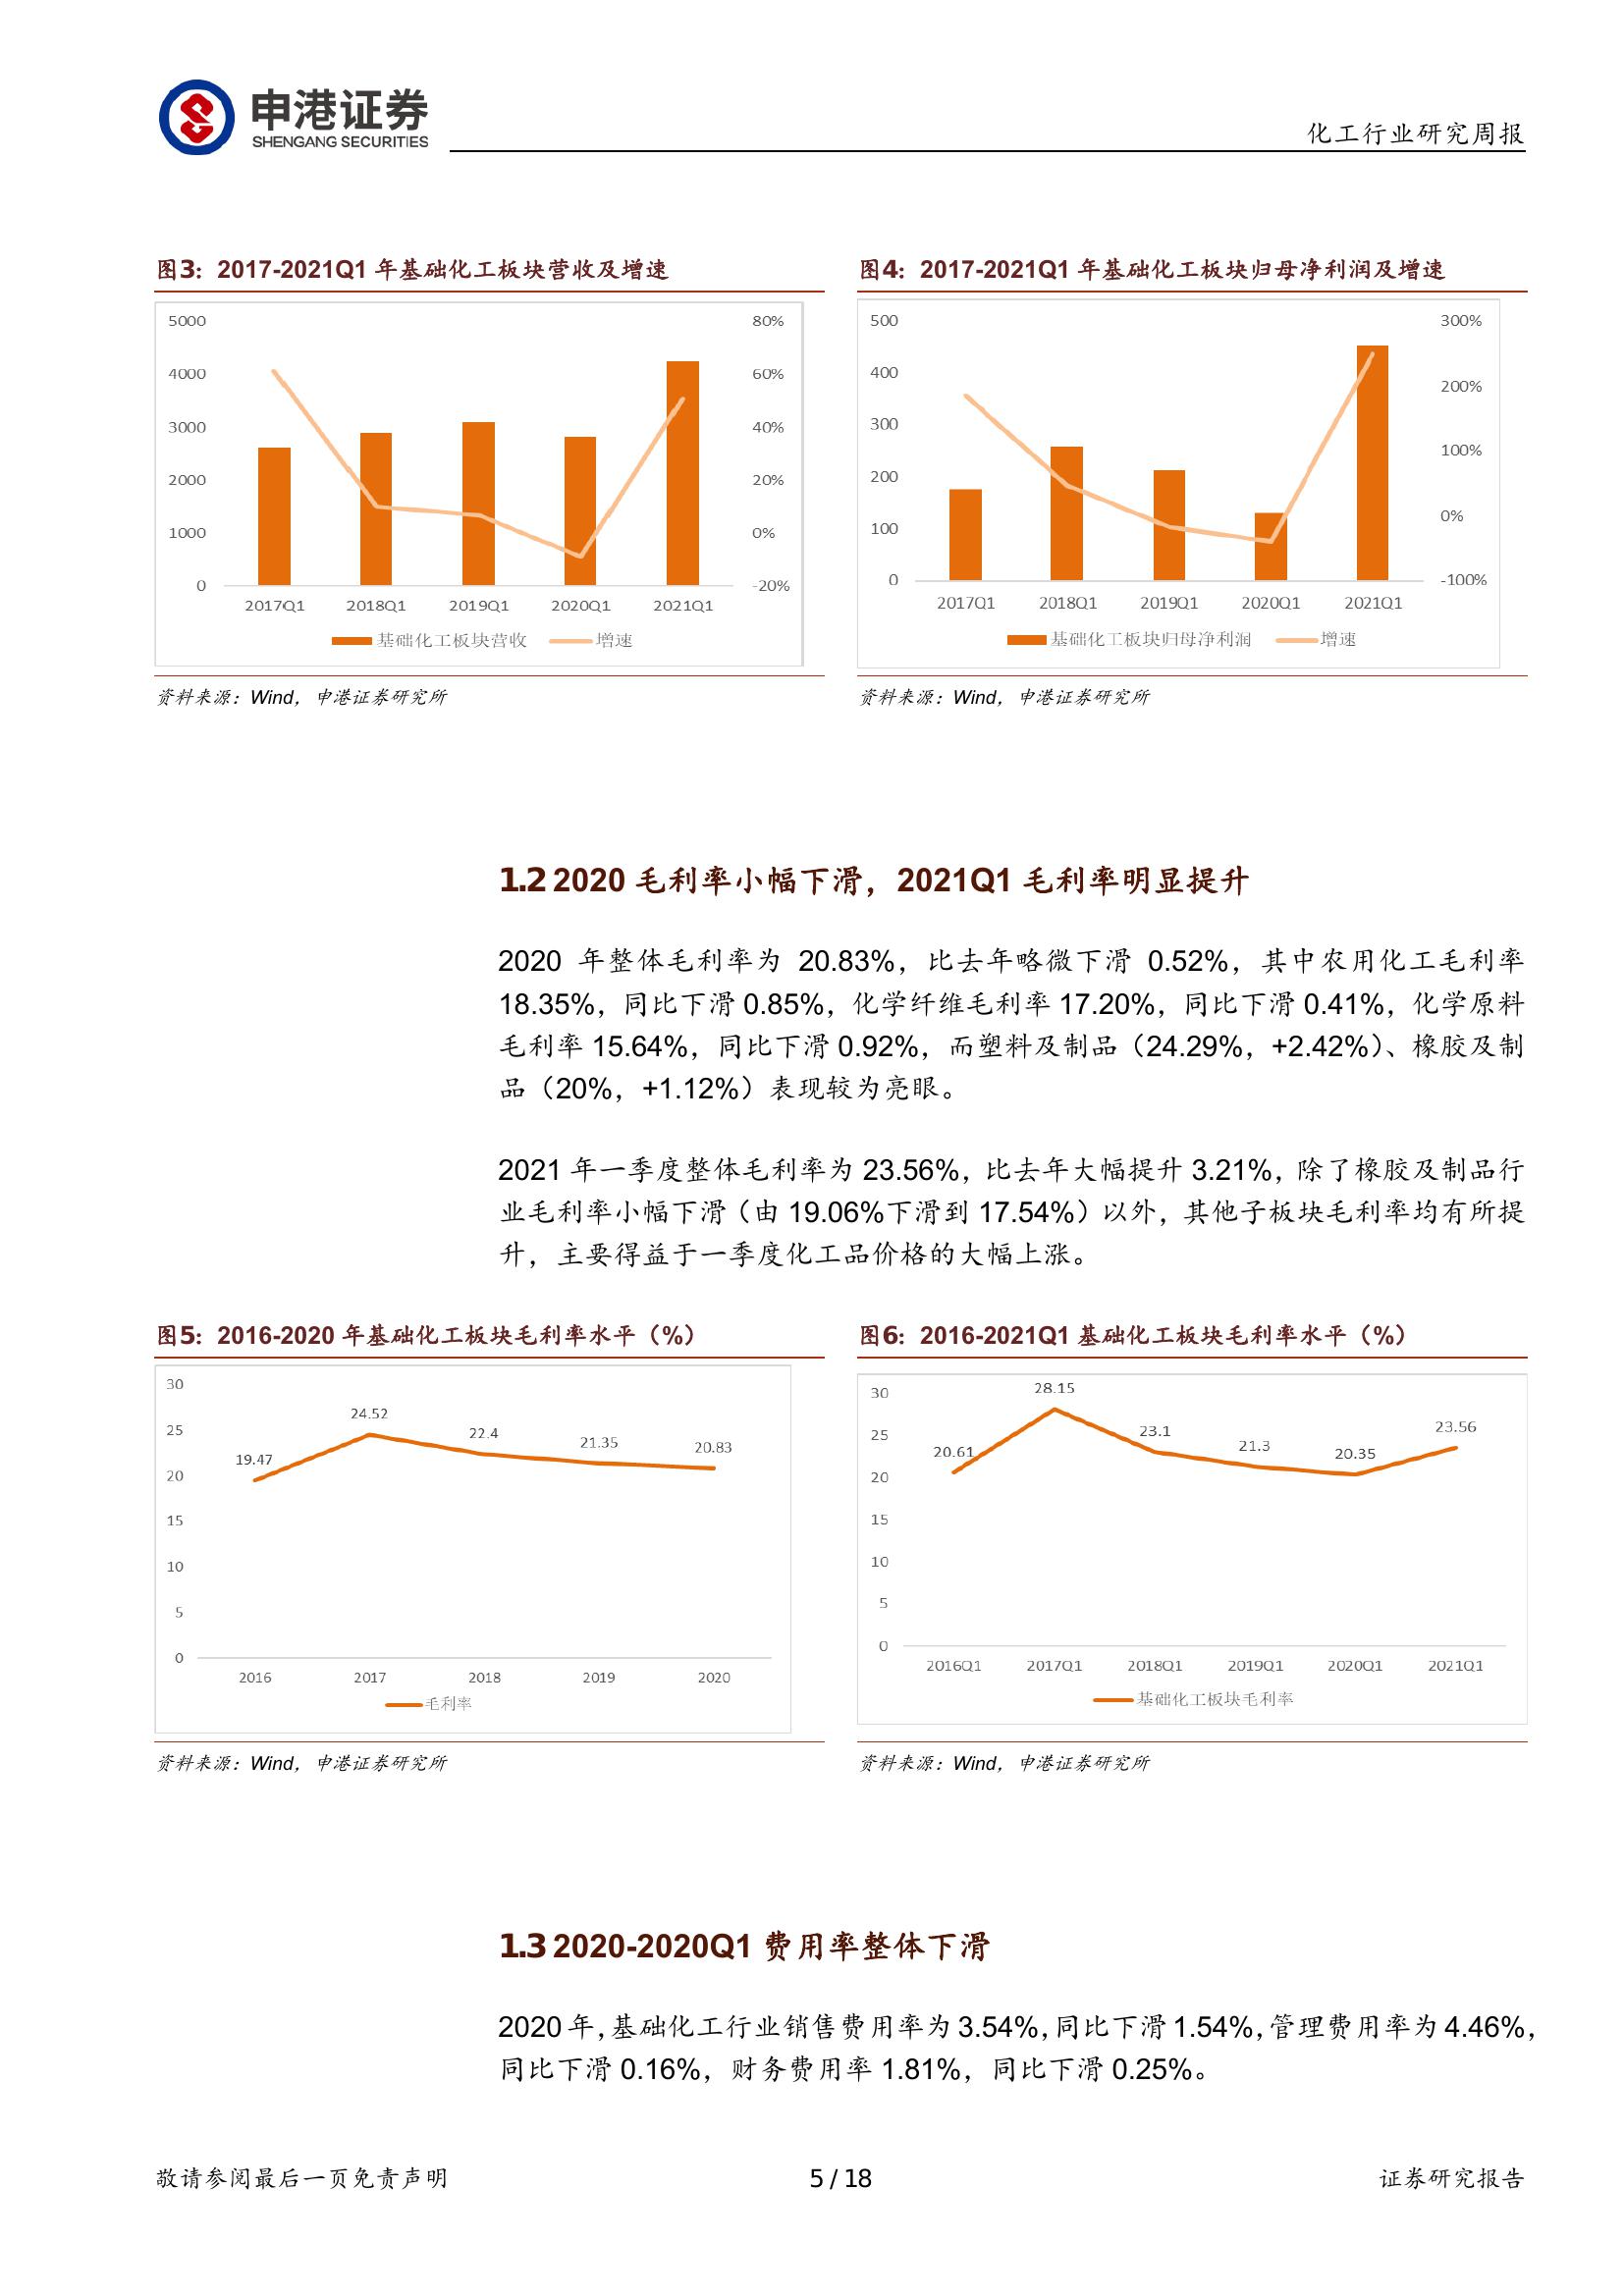 申港证券
SHENGANG SECURITIES
化工行业研究周报
图3：2017-2021Q1 年基础化工板块营收及增速
5000
4000
3000
2000
1000
0
80%
60%
40%
20%
0%
-20%
2017Q1 2018Q1 2019Q1 2020Q1 2021Q1
基础化工板块营收 增速
资料来源：Wind，申港证券研究所
图4：2017-2021Q1 年基础化工板块归母净利润及增速
500
400
300
200
100
0
300%
200%
100%
0%
-100%
2017Q1 2018Q1 2019Q1 2020Q1 2021Q1
基础化工板块归母净利润 增速
资料来源：Wind，申港证券研究所
1.2 2020 毛利率小幅下滑，2021Q1 毛利率明显提升
2020 年整体毛利率为 20.83%，比去年略微下滑 0.52%，其中农用化工毛利率
18.35%，同比下滑 0.85%，化学纤维毛利率 17.20%，同比下滑 0.41%，化学原料
毛利率 15.64%，同比下滑 0.92%，而塑料及制品（24.29%，+2.42%）、橡胶及制
品（20%，+1.12%）表现较为亮眼。
2021 年一季度整体毛利率为 23.56%，比去年大幅提升 3.21%，除了橡胶及制品行
业毛利率小幅下滑（由 19.06%下滑到 17.54%）以外，其他子板块毛利率均有所提
升，主要得益于一季度化工品价格的大幅上涨。
图5：2016-2020 年基础化工板块毛利率水平（%）
30
25
20
15
10
5
0
19.47 24.52 22.4 21.35 20.83
2016 2017 2018 2019 2020
毛利率
资料来源：Wind，申港证券研究所
图6：2016-2021Q1 基础化工板块毛利率水平（%）
30
25
20
15
10
5
0
20.61 28.15 23.1 21.3 20.35 23.56
2016Q1 2017Q1 2018Q1 2019Q1 2020Q1 2021Q1
基础化工板块毛利率
资料来源：Wind，申港证券研究所
1.3 2020-2020Q1 费用率整体下滑
2020 年，基础化工行业销售费用率为 3.54%，同比下滑 1.54%，管理费用率为 4.46%，
同比下滑 0.16%，财务费用率 1.81%，同比下滑 0.25%。
敬请参阅最后一页免责声明
5 / 18
证券研究报告